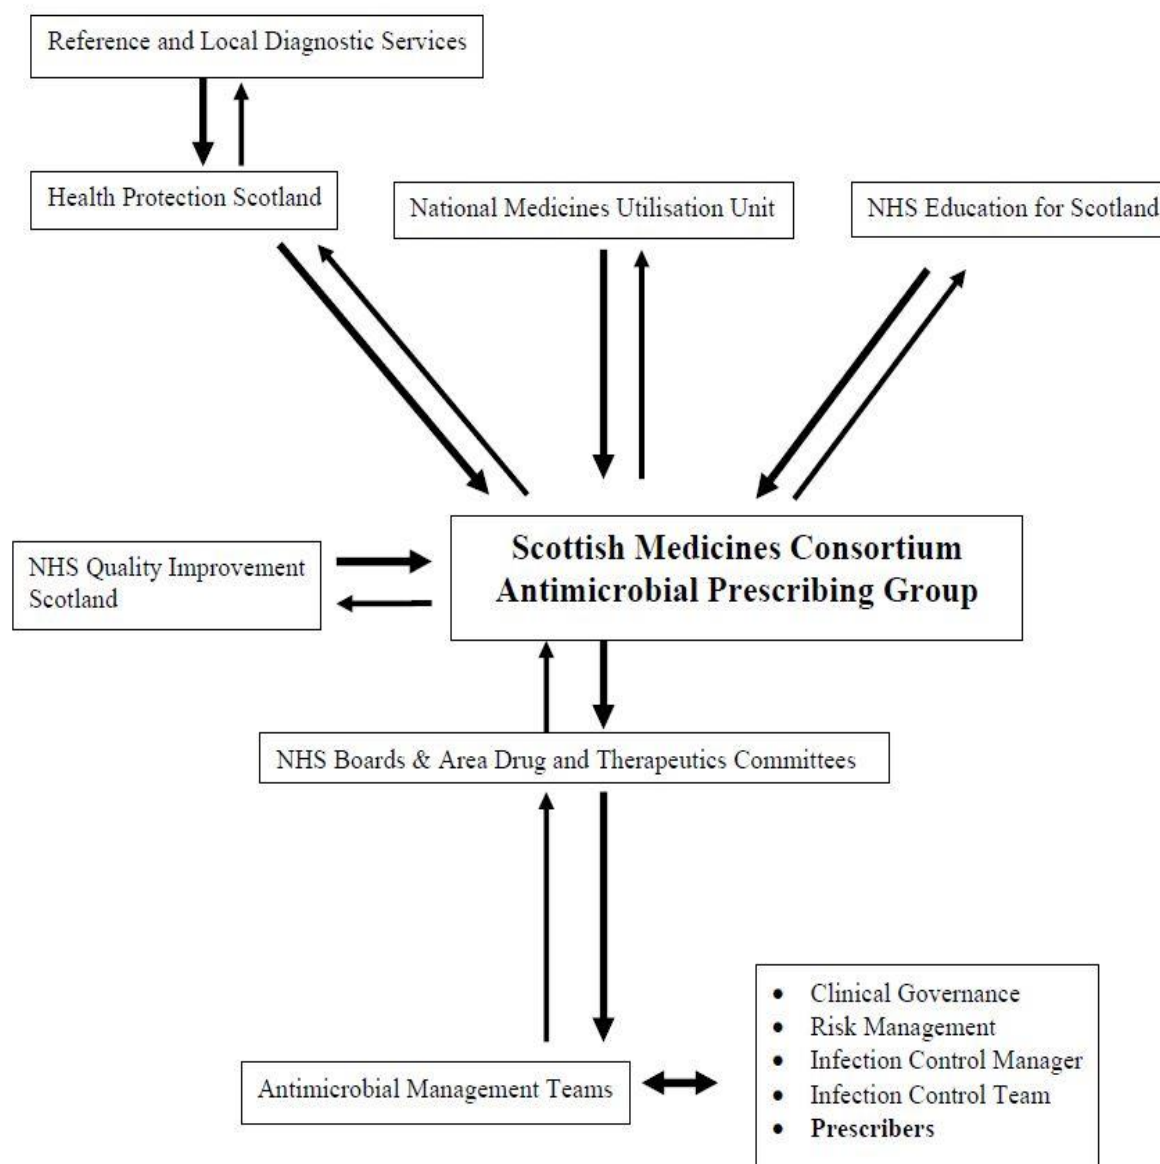 Reference and Local Diagnostic Services
Health Protection Scotland
National Medicines Utilisation Unit
NHS Education for Scotland
NHS Quality Improvement
Scotland
Scottish Medicines Consortium
Antimicrobial Prescribing Group
NHS Boards & Area Drug and Therapeutics Committees
Antimicrobial Management Teams
• Clinical Governance
• Risk Management
• Infection Control Manager
• Infection Control Team
• Prescribers